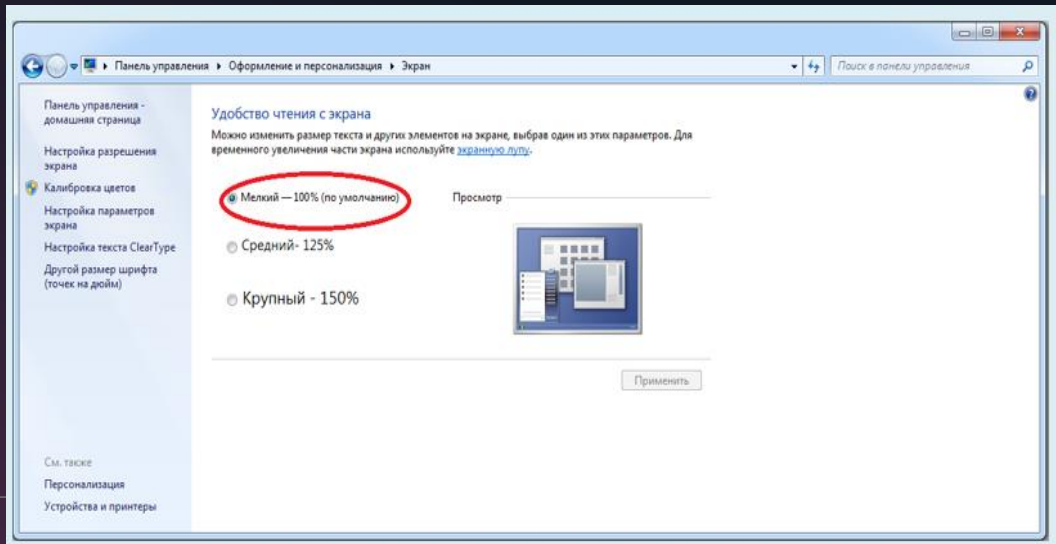 Панель управления ▸ Оформление и персонализация ▸ Экран
Поиск в панели управления
Панель управления -
домашняя страница
Настройка разрешения
экрана
Калибровка цветов
Настройка параметров
экрана
Настройка текста ClearType
Другой размер шрифта
(точек на дюйм)
См. также
Персонализация
Устройства и принтеры
Удобство чтения с экрана
Можно изменить размер текста и других элементов на экране, выбрав один из этих параметров. Для
временного увеличения части экрана используйте экранную лупу.
Мелкий — 100% (по умолчанию)
Просмотр
Средний- 125%
Крупный - 150%
Применить